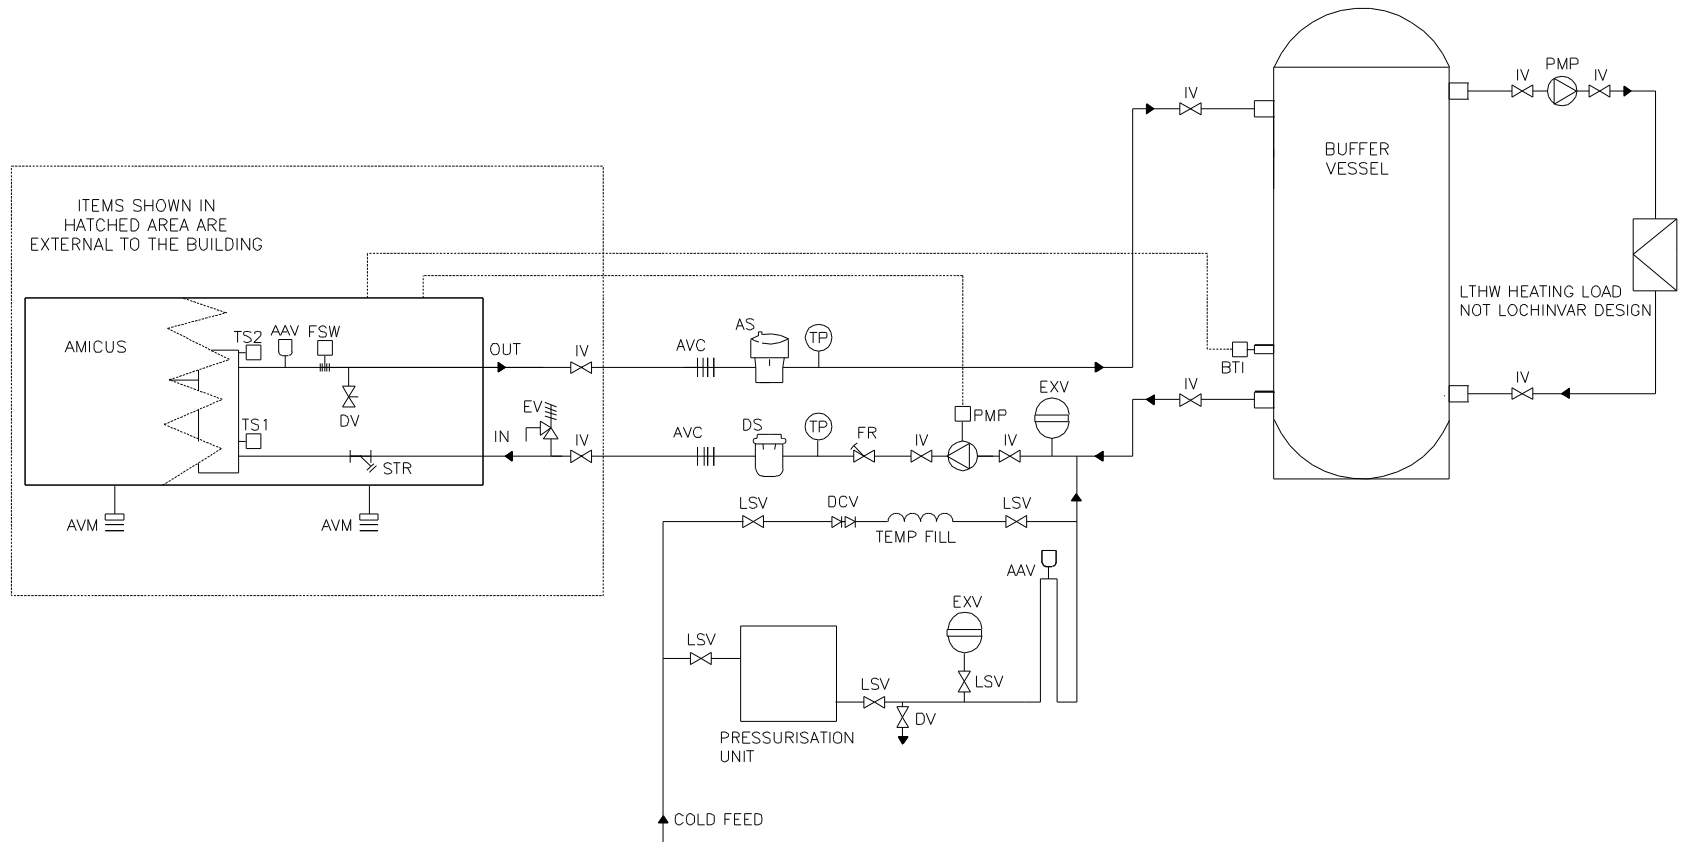 PMP
IV
IV
IV
BUFFER
VESSEL
ITEMS SHOWN IN
HATCHED AREA ARE
EXTERNAL TO THE BUILDING
LTHW HEATING LOAD
NOT LOCHINVAR DESIGN
AMICUS
TS2
AAV
FSW
OUT
IV
AVC
AS
TP
BTI
IV
IV
DV
EV
EXV
TS1
IN
IV
AVC
DS
TP
FR
IV
PMP
IV
STR
AVM
AVM
LSV
DCV
LSV
TEMP FILL
AAV
EXV
LSV
LSV
LSV
DV
PRESSURISATION
UNIT
COLD FEED